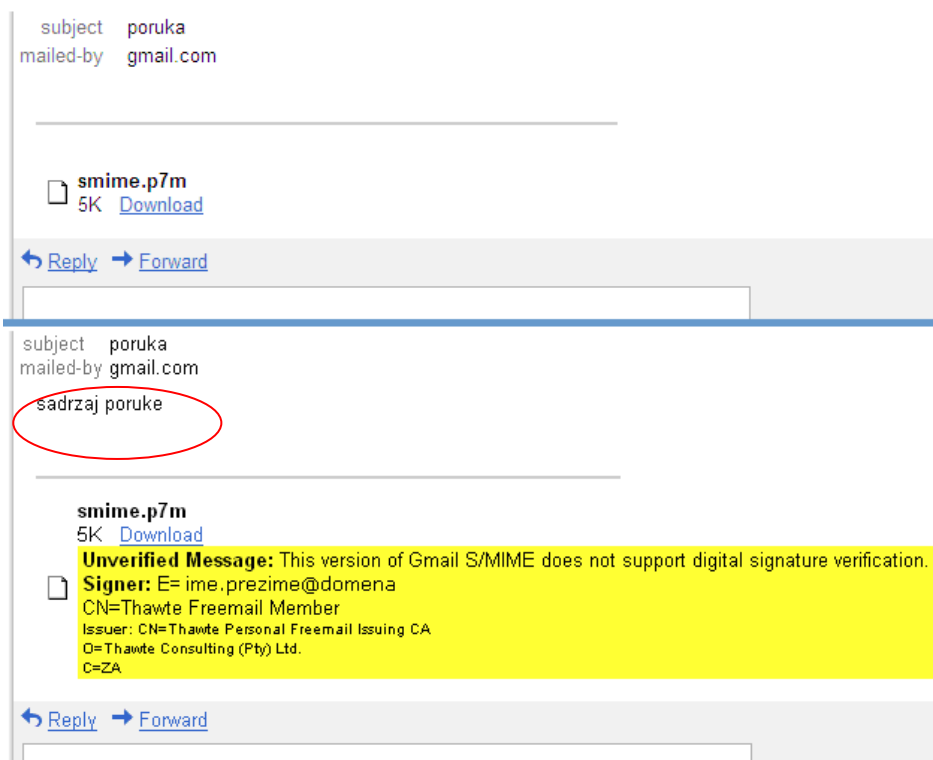 subject poruka
mailed-by gmail.com
smime.p7m
5K Download
Reply Forward
subject poruka
mailed-by gmail.com
sadrzaj poruke
smime.p7m
5K Download
Unverified Message: This version of Gmail S/MIME does not support digital signature verification.
Signer: E= ime.prezime@domena
CN=Thawte Freemail Member
Issuer: CN=Thawte Personal Freemail Issuing CA
O=Thawte Consulting (Pty) Ltd.
C=ZA
Reply Forward